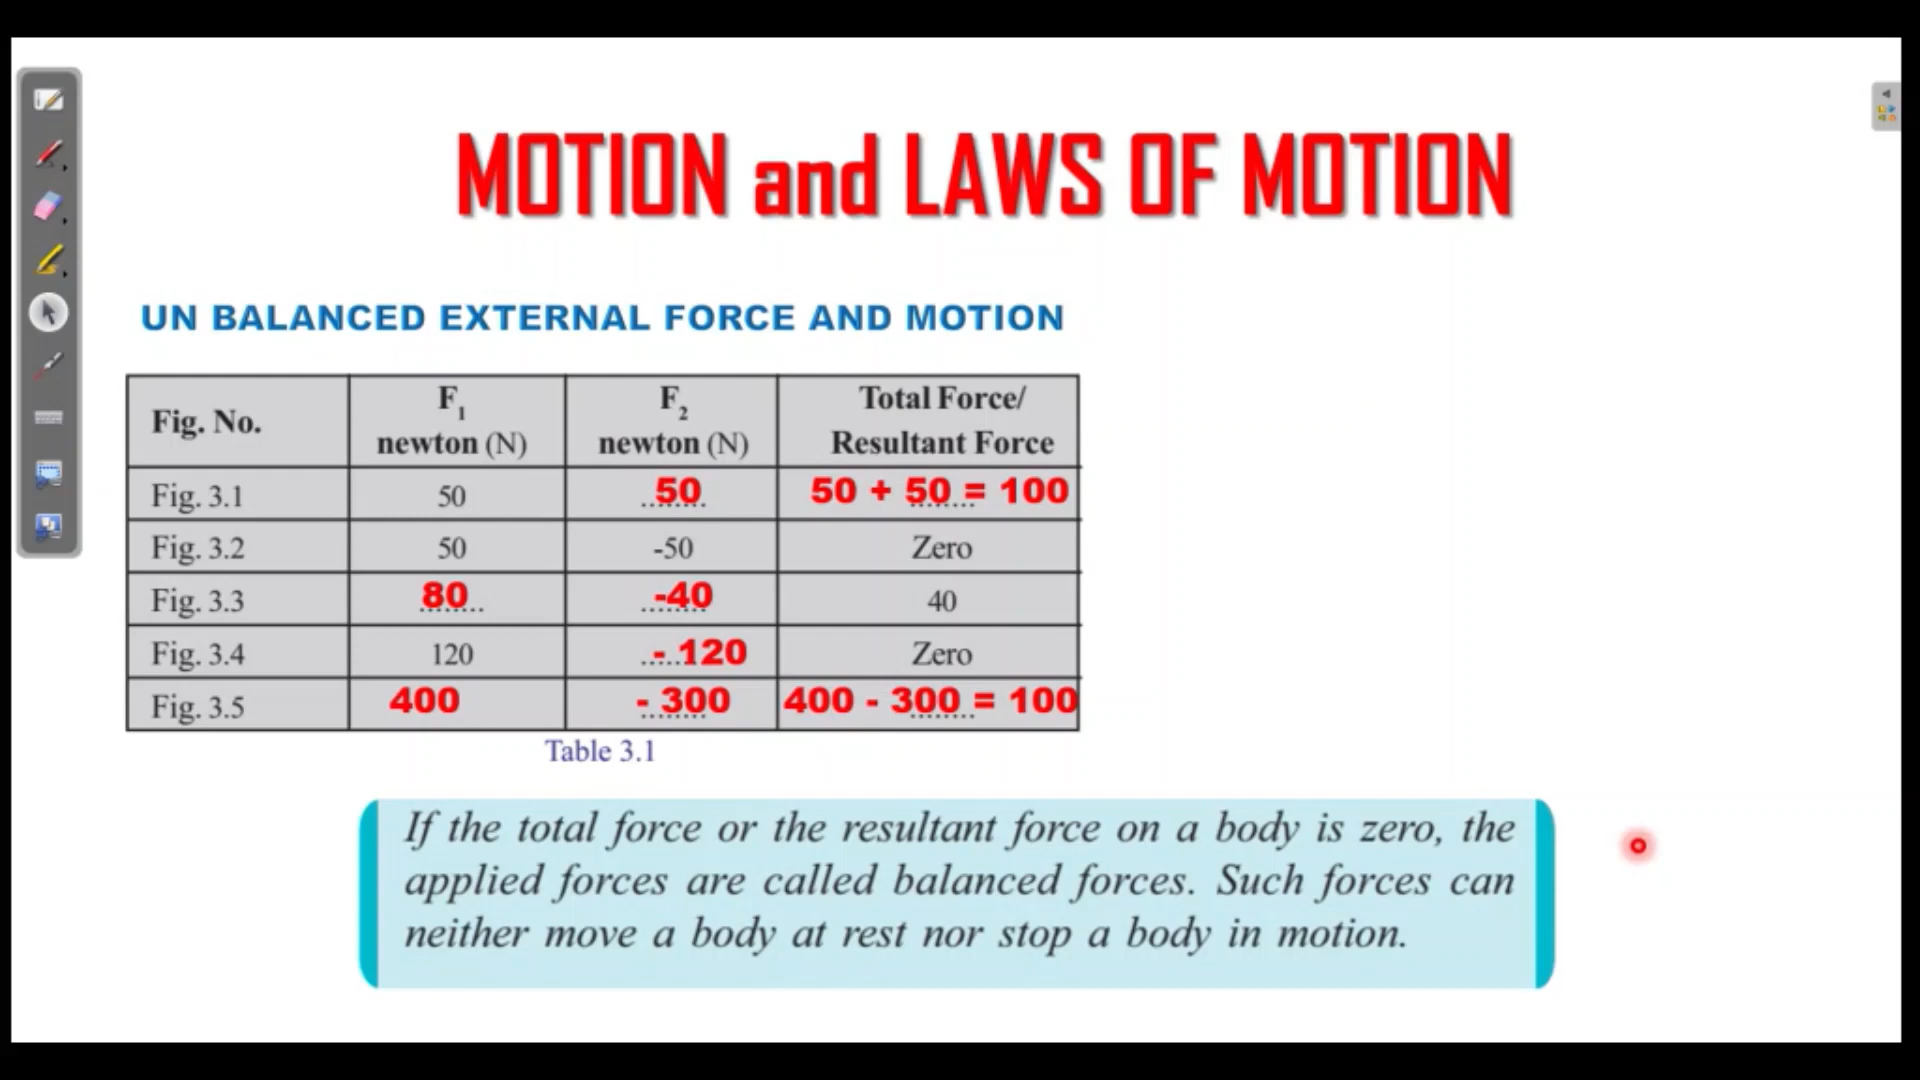 MOTION and LAWS OF MOTION
UN BALANCED EXTERNAL FORCE AND MOTION
Fig. No. F1 newton (N) F2 newton (N) Total Force/ Resultant Force
Fig. 3.1 50 50 50 + 50 = 100
Fig. 3.2 50 -50 Zero
Fig. 3.3 80 -40 40
Fig. 3.4 120 - 120 Zero
Fig. 3.5 400 - 300 400 - 300 = 100
Table 3.1
If the total force or the resultant force on a body is zero, the
applied forces are called balanced forces. Such forces can
neither move a body at rest nor stop a body in motion.